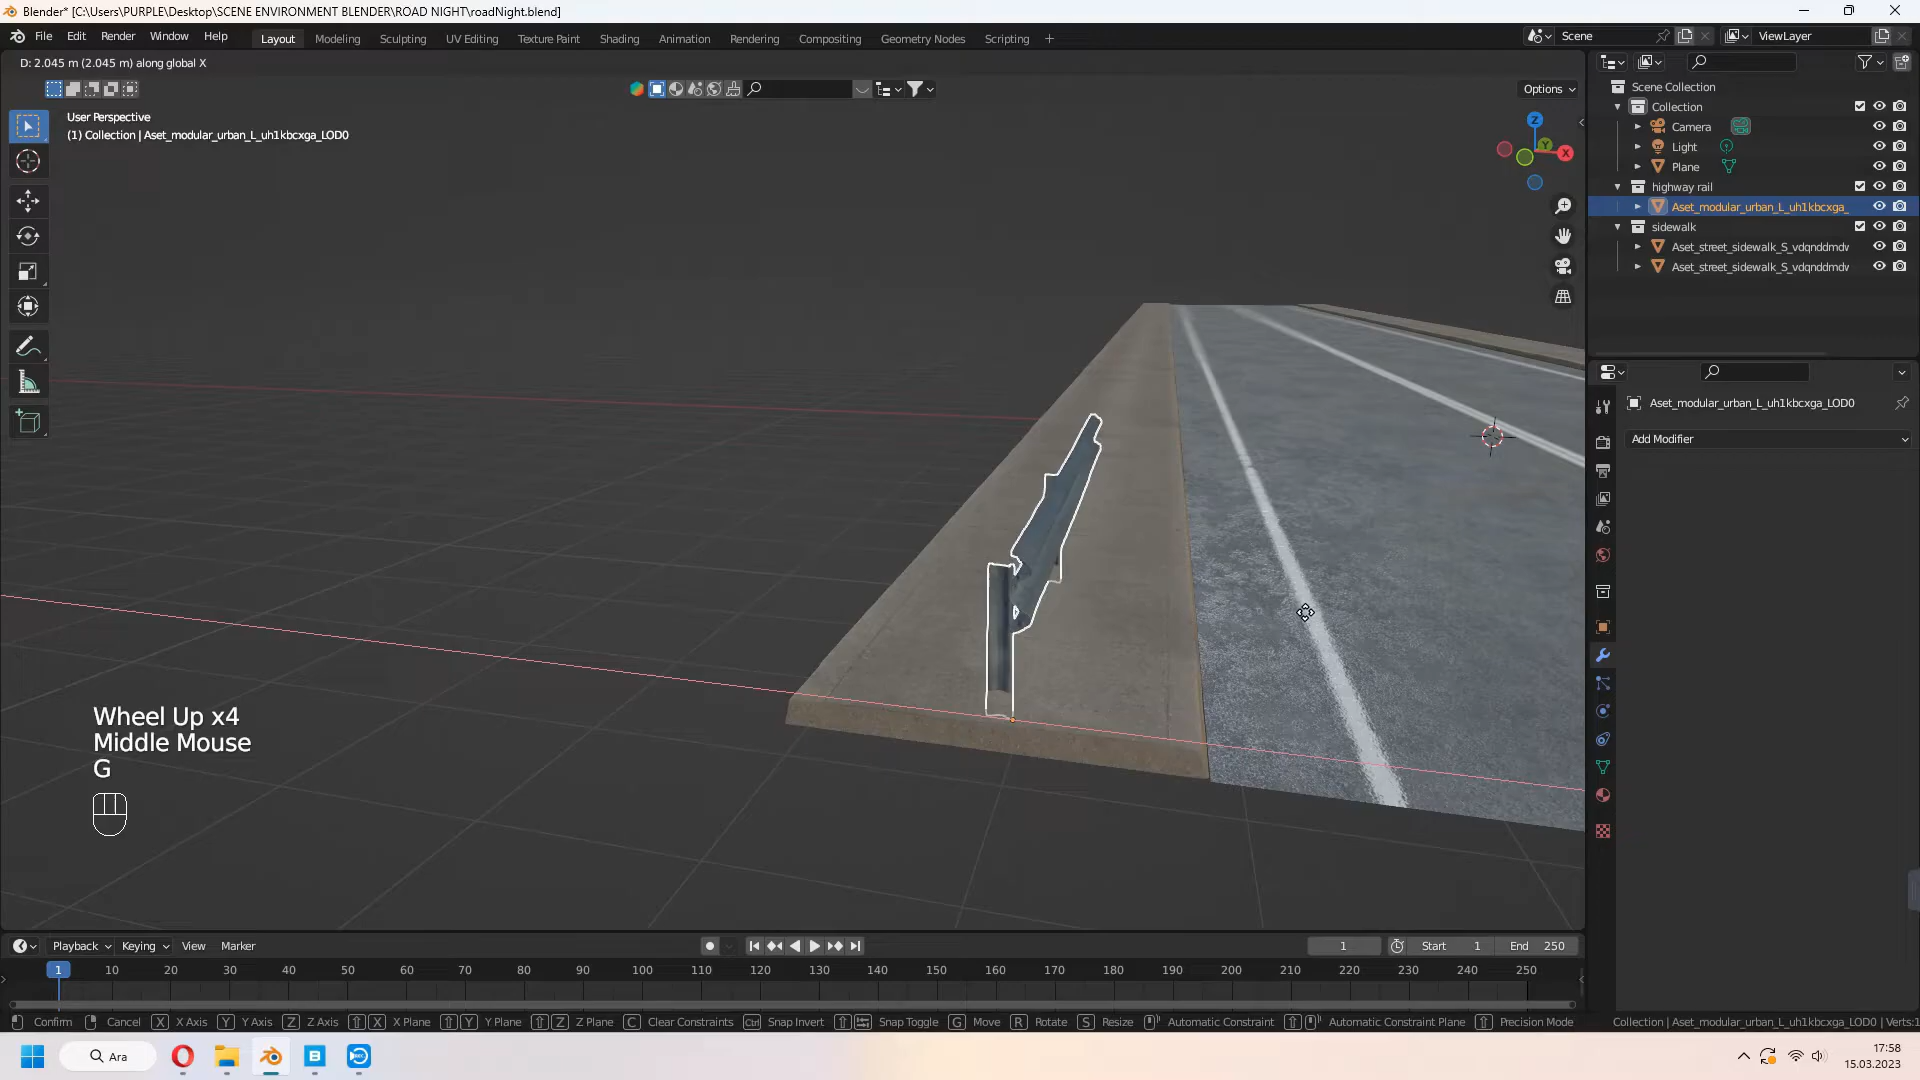 Blender* [C:\Users\PURPLE\Desktop\SCENE ENVIRONMENT BLENDER\ROAD NIGHT\roadNight.blend]
File Edit Render Window Help Layout Modeling Sculpting UV Editing Texture Paint Shading Animation Rendering Compositing Geometry Nodes Scripting Scene ViewLayer
D: 2.045 m (2.045 m) along global X
Options
User Perspective
(1) Collection | Aset_modular_urban_L_uh1kbcxga_LOD0
Z
Y
X
Scene Collection
Collection
Camera
Light
Plane
highway rail
Aset_modular_urban_L_uh1kbcxga_
sidewalk
Aset_street_sidewalk_S_vdqnddmdv
Aset_street_sidewalk_S_vdqnddmdv
Aset_modular_urban_L_uh1kbcxga_LOD0
Add Modifier
Wheel Up x4
Middle Mouse
G
Playback Keying View Marker 1 Start 1 End 250
1 10 20 30 40 50 60 70 80 90 100 110 120 130 140 150 160 170 180 190 200 210 220 230 240 250
Confirm Cancel X X Axis Y Y Axis Z Z Axis X X Plane Y Y Plane Z Z Plane C Clear Constraints Ctrl Snap Invert Snap Toggle G Move R Rotate S Resize Automatic Constraint Automatic Constraint Plane Precision Mode Collection | Aset_modular_urban_L_uh1kbcxga_LOD0 | Verts:1
Ara
17:58
15.03.2023